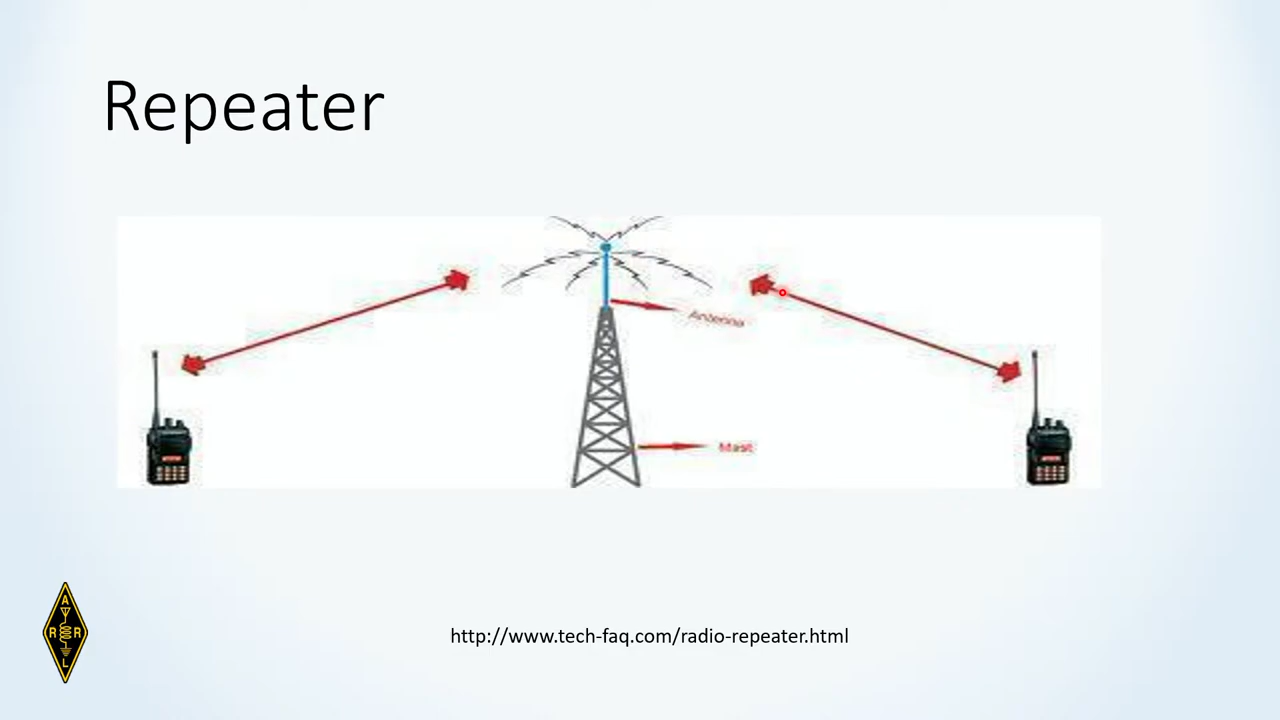 Repeater
Antenna
Mast
A
R R
L
http://www.tech-faq.com/radio-repeater.html